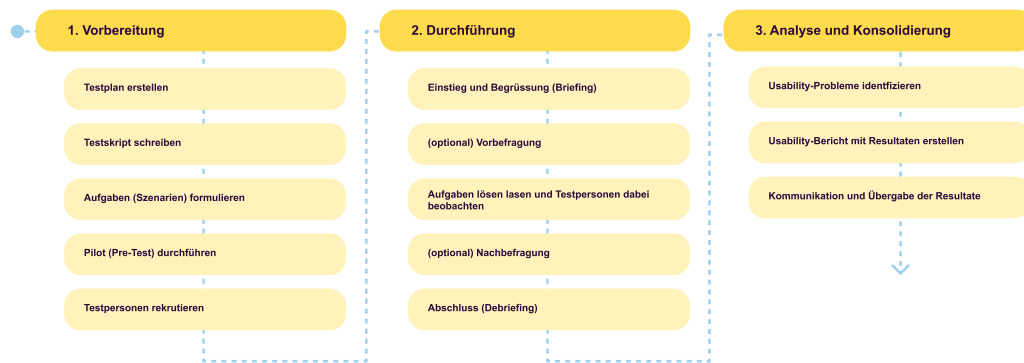 1. Vorbereitung
Testplan erstellen
Testskript schreiben
Aufgaben (Szenarien) formulieren
Pilot (Pre-Test) durchführen
Testpersonen rekrutieren
2. Durchführung
Einstieg und Begrüssung (Briefing)
(optional) Vorbefragung
Aufgaben lösen lasen und Testpersonen dabei
beobachten
(optional) Nachbefragung
Abschluss (Debriefing)
3. Analyse und Konsolidierung
Usability-Probleme identfizieren
Usability-Bericht mit Resultaten erstellen
Kommunikation und Übergabe der Resultate